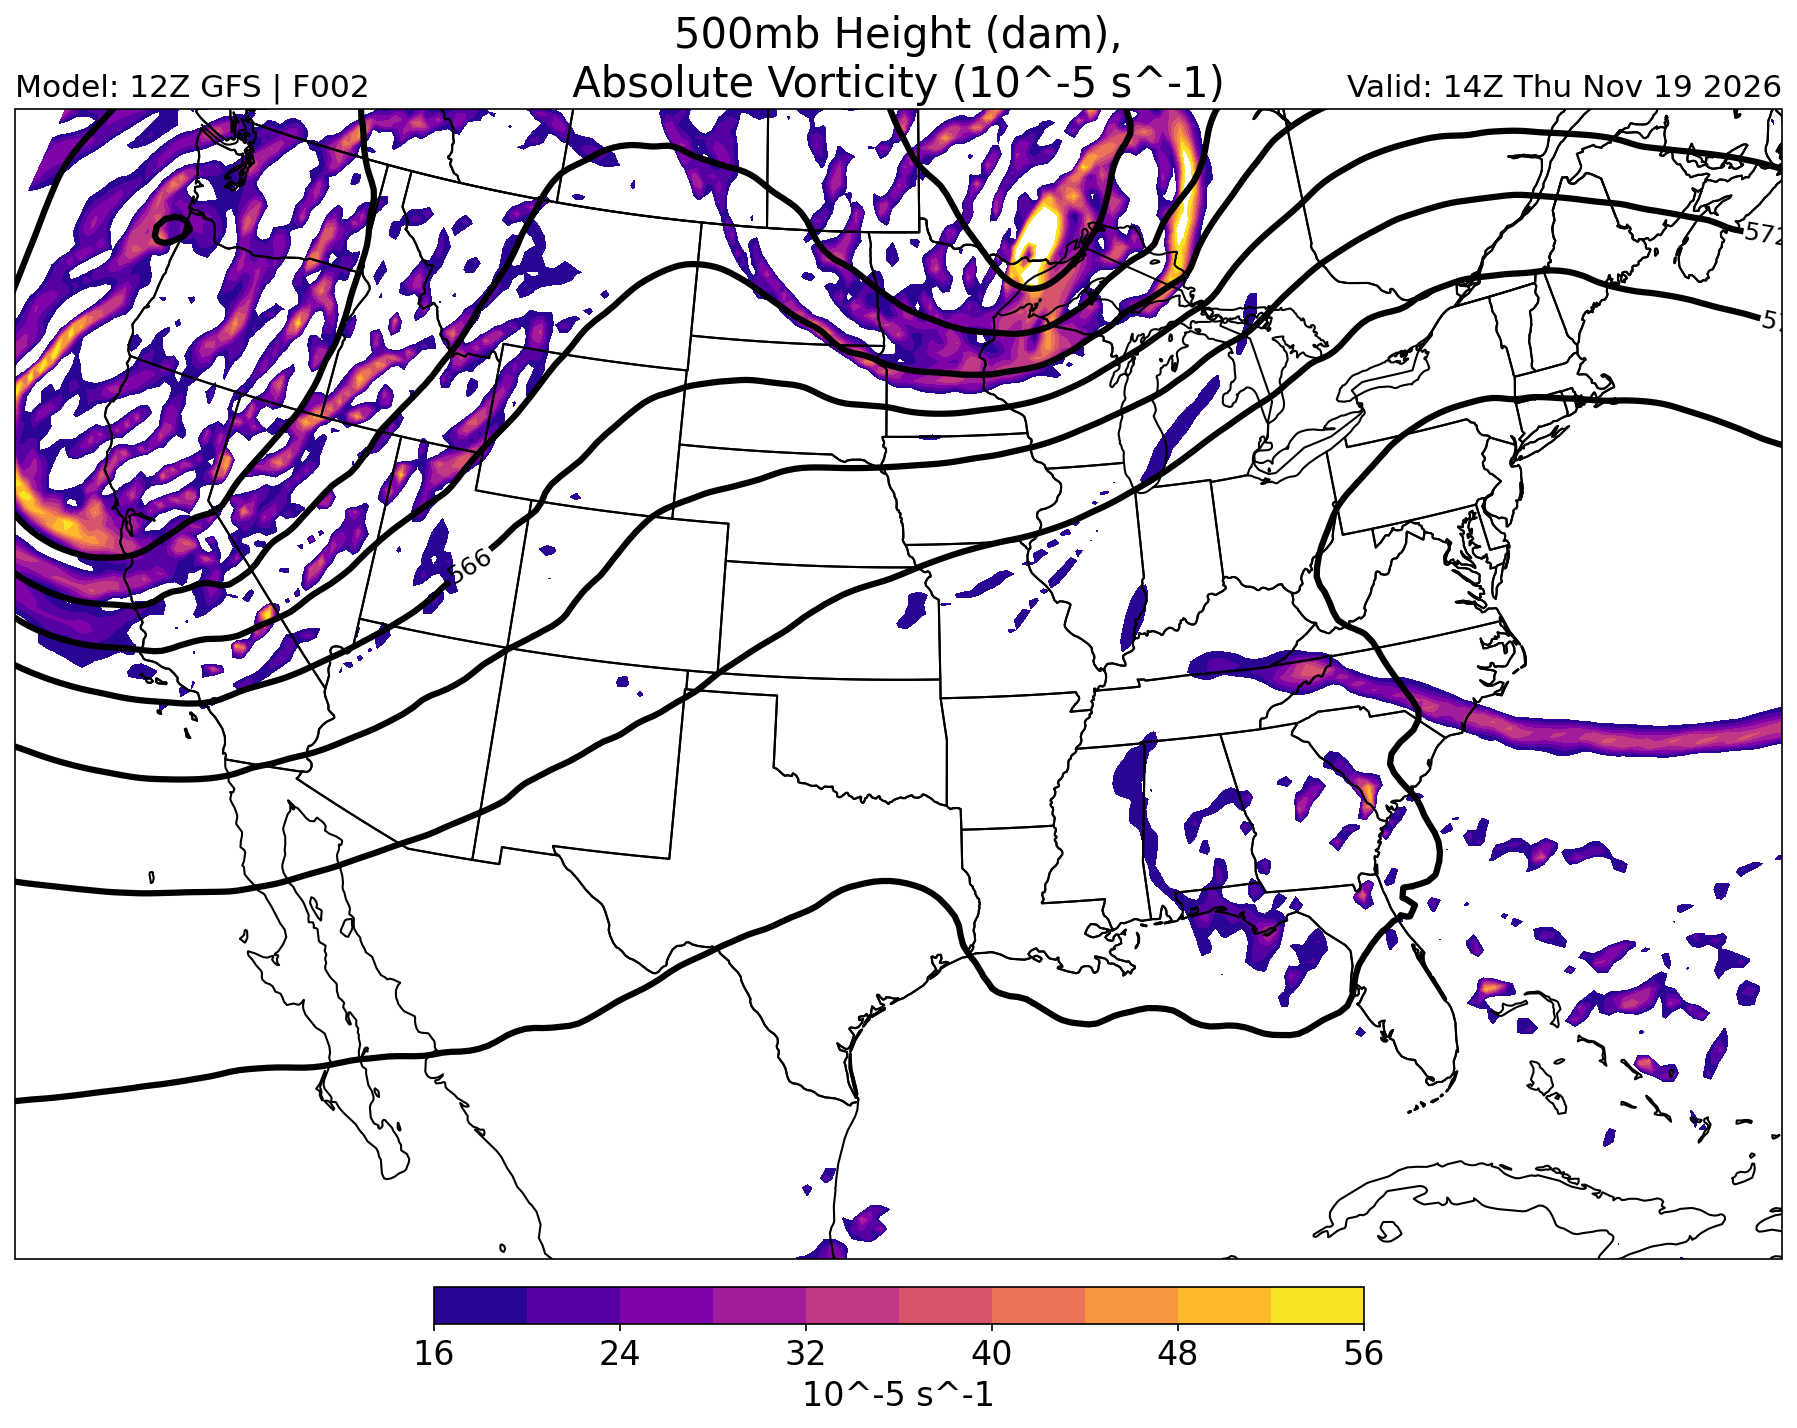 500mb Height (dam),
Absolute Vorticity (10^-5 s^-1)
Model: 12Z GFS | F002
Valid: 14Z Thu Nov 19 2026
572
57
566
16 24 32 40 48 56
10^-5 s^-1